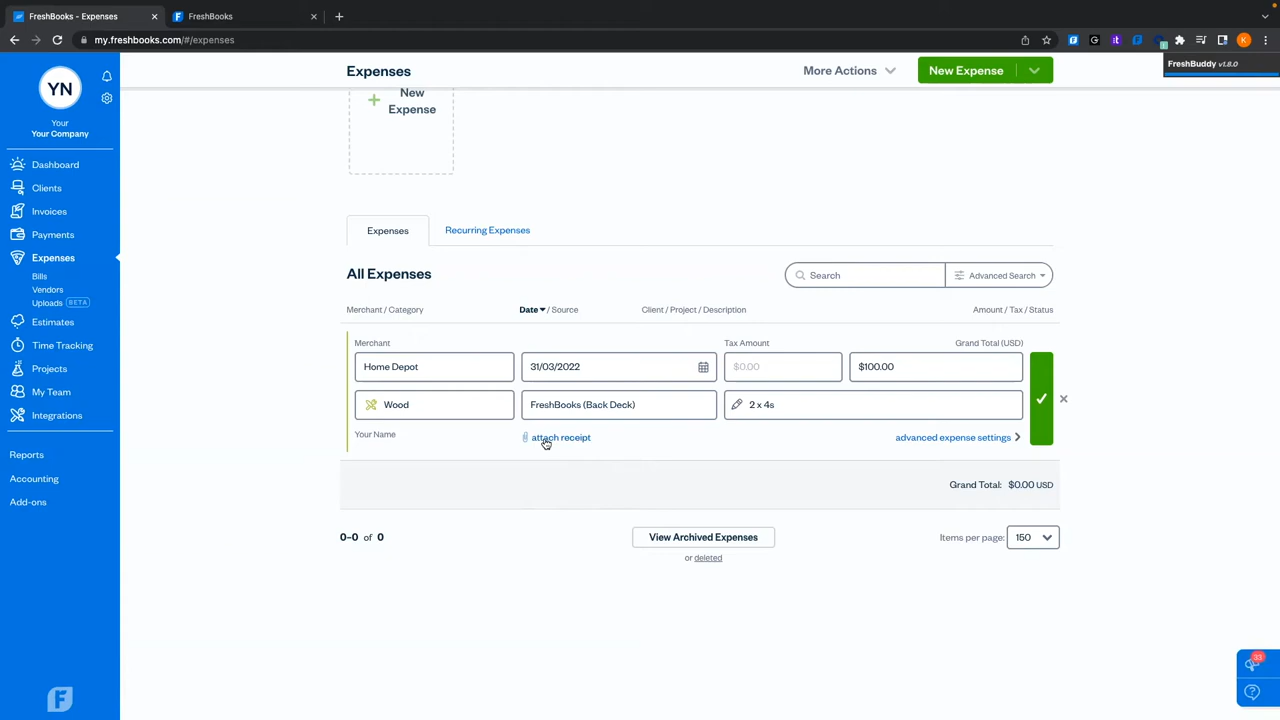 FreshBooks - Expenses
FreshBooks
my.freshbooks.com/#/expenses
YN
Your
Your Company
Dashboard
Clients
Invoices
Payments
Expenses
Bills
Vendors
Uploads BETA
Estimates
Time Tracking
Projects
My Team
Integrations
Reports
Accounting
Add-ons
Expenses
More Actions
New Expense
FreshBuddy v1.8.0
New
Expense
Expenses
Recurring Expenses
All Expenses
Search
Advanced Search
Merchant / Category
Date / Source
Client / Project / Description
Amount / Tax / Status
Merchant
Tax Amount
Grand Total (USD)
Home Depot
31/03/2022
$0.00
$100.00
Wood
FreshBooks (Back Deck)
2 x 4s
Your Name
attach receipt
advanced expense settings
Grand Total: $0.00 USD
0–0 of 0
View Archived Expenses
or deleted
Items per page: 150
33